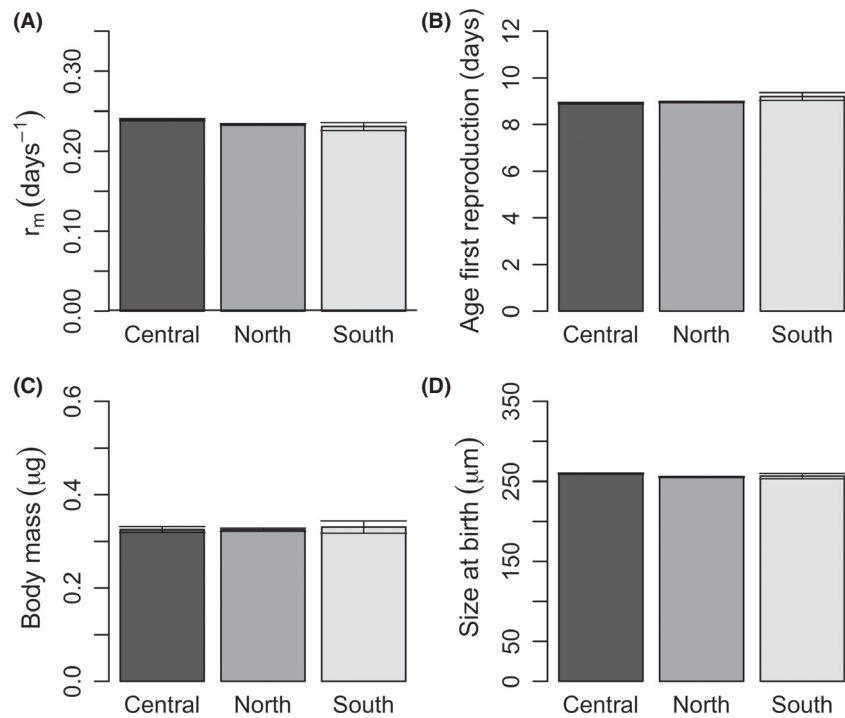 (A)
r_m (days⁻¹)
0.30
0.20
0.10
0.00
Central North South
(B)
Age first reproduction (days)
12
10
8
6
4
2
0
Central North South
(C)
Body mass (μg)
0.6
0.4
0.2
0.0
Central North South
(D)
Size at birth (μm)
350
250
150
50
0
Central North South